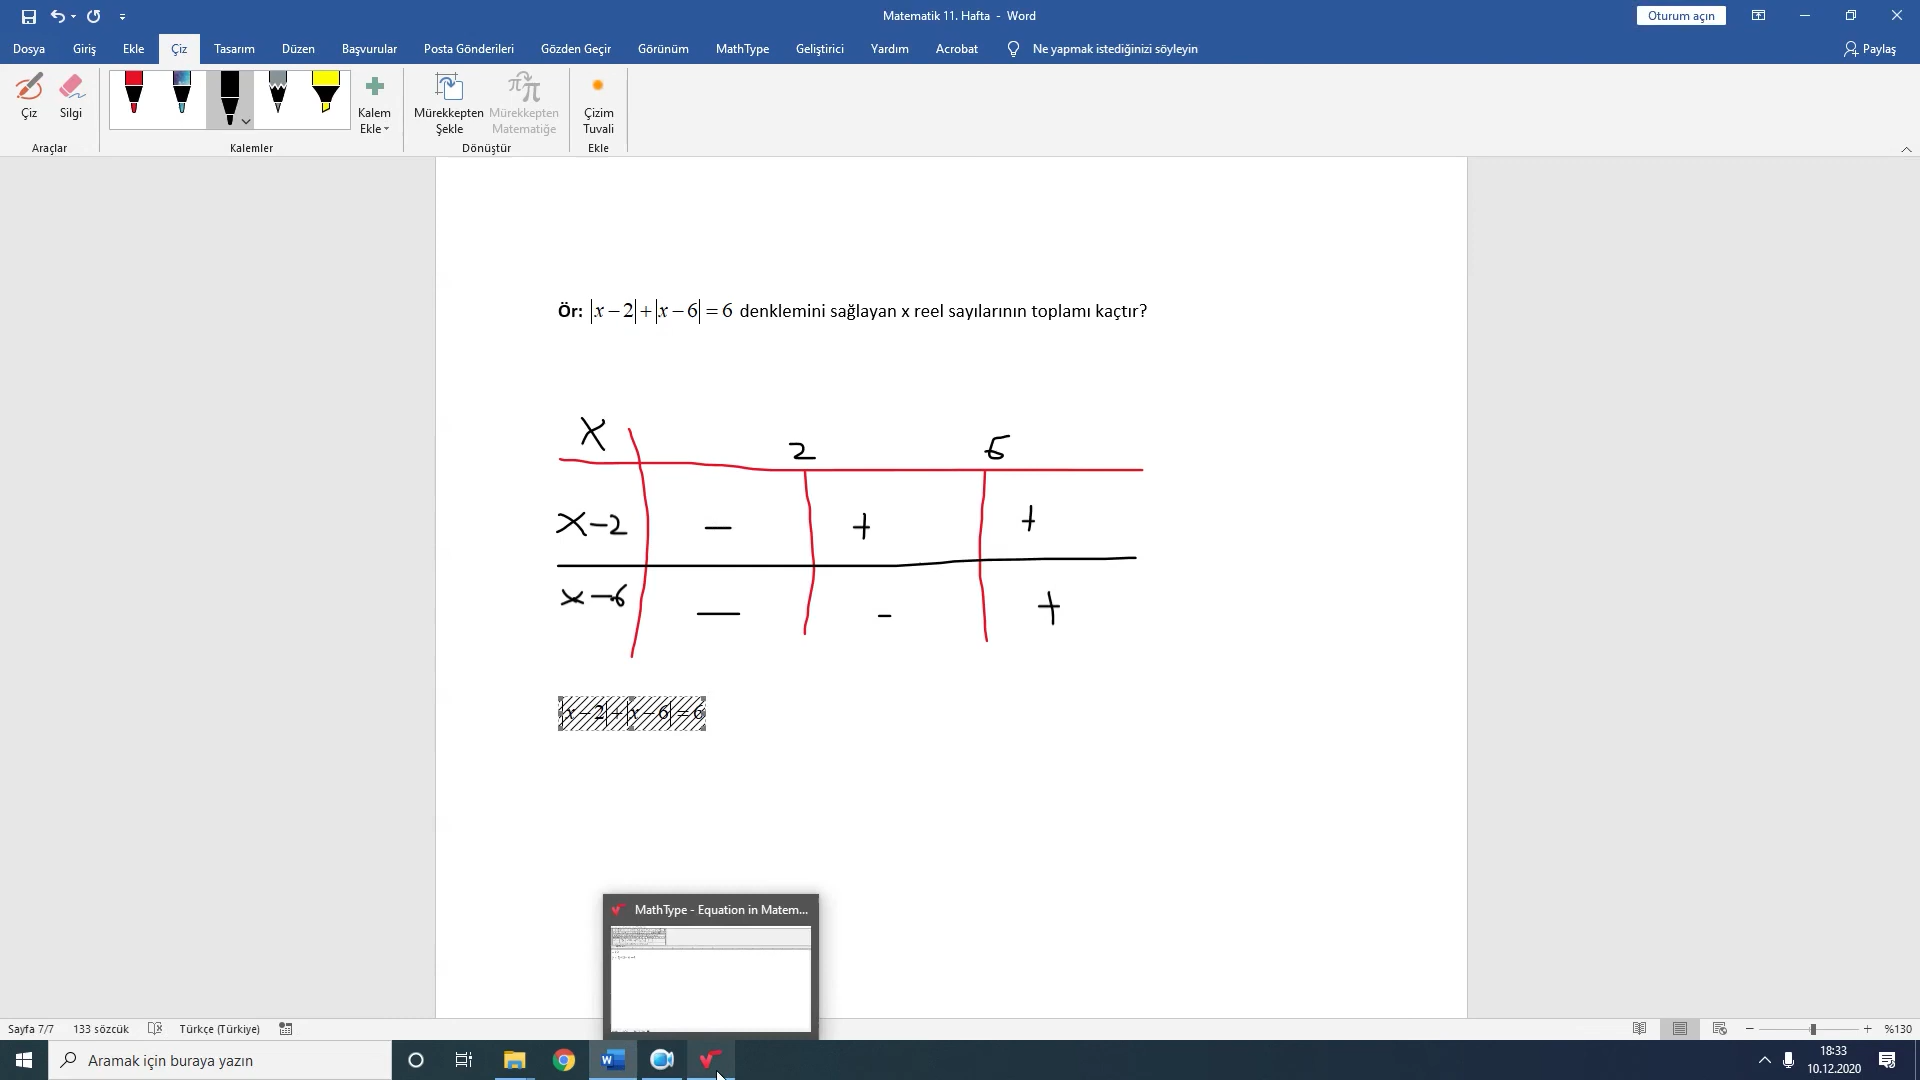 Matematik 11. Hafta - Word
Oturum açın
Dosya Giriş Ekle Çiz Tasarım Düzen Başvurular Posta Gönderileri Gözden Geçir Görünüm MathType Geliştirici Yardım Acrobat Ne yapmak istediğinizi söyleyin Paylaş
Çiz Silgi Kalem Ekle Mürekkepten Şekle Mürekkepten Matematiğe Çizim Tuvali
Araçlar Kalemler Dönüştür Ekle
Ör: |x-2|+|x-6|=6 denklemini sağlayan x reel sayılarının toplamı kaçtır?
x 2 6
x-2 - + +
x-6 - - +
|x-2|+|x-6|=6
MathType - Equation in Matem...
Sayfa 7/7 133 sözcük Türkçe (Türkiye) %130
Aramak için buraya yazın
18:33
10.12.2020